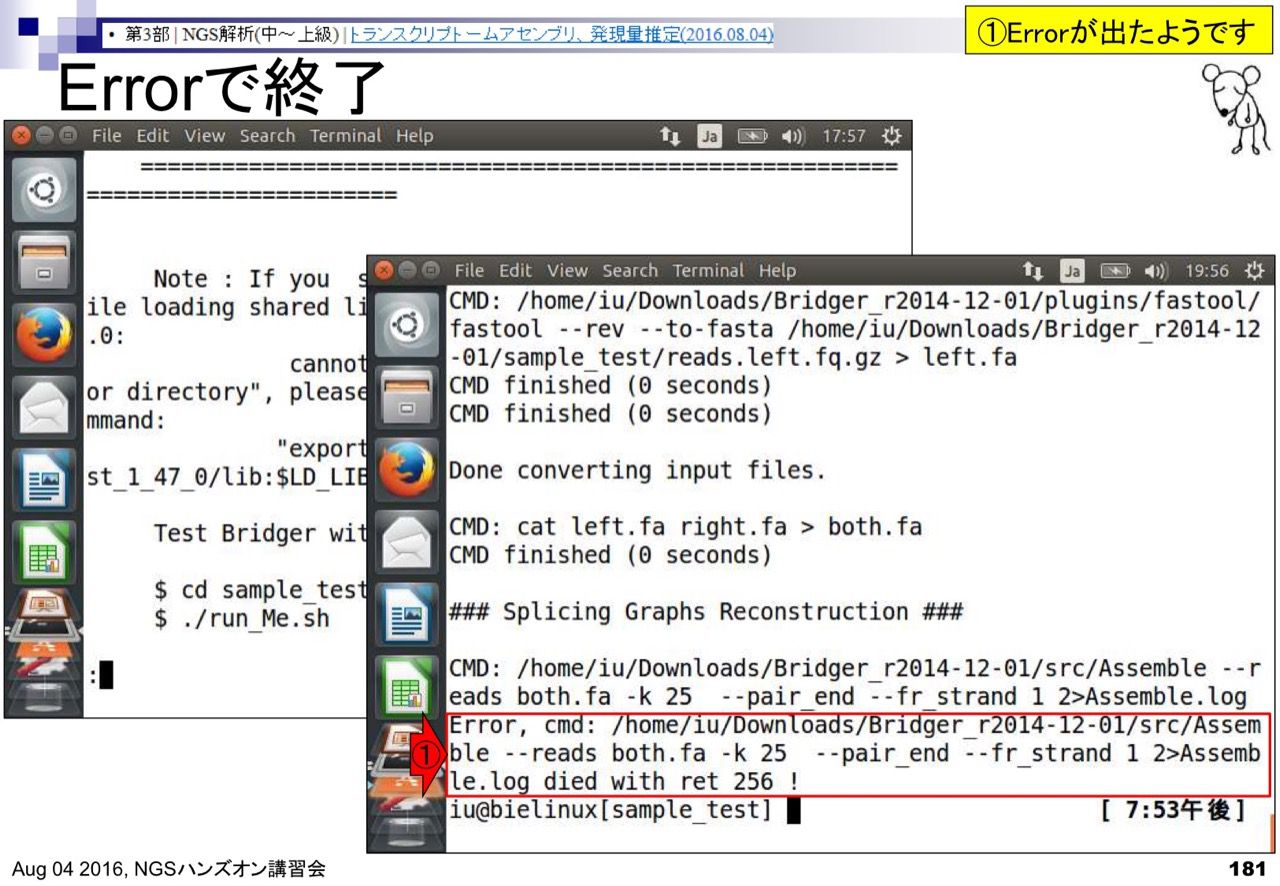 • 第3部 | NGS解析(中～上級) | トランスクリプトームアセンブリ、発現量推定(2016.08.04)
①Errorが出たようです
Errorで終了
File Edit View Search Terminal Help
Ja
17:57
========================================================
=======================
Note : If you s
ile loading shared li
.0:
cannot
or directory", please
mmand:
"export
st_1_47_0/lib:$LD_LIB
Test Bridger wit
$ cd sample_test
$ ./run_Me.sh
:
File Edit View Search Terminal Help
Ja
19:56
CMD: /home/iu/Downloads/Bridger_r2014-12-01/plugins/fastool/
fastool --rev --to-fasta /home/iu/Downloads/Bridger_r2014-12
-01/sample_test/reads.left.fq.gz > left.fa
CMD finished (0 seconds)
CMD finished (0 seconds)
Done converting input files.
CMD: cat left.fa right.fa > both.fa
CMD finished (0 seconds)
### Splicing Graphs Reconstruction ###
CMD: /home/iu/Downloads/Bridger_r2014-12-01/src/Assemble --r
eads both.fa -k 25  --pair_end --fr_strand 1 2>Assemble.log
Error, cmd: /home/iu/Downloads/Bridger_r2014-12-01/src/Assem
ble --reads both.fa -k 25  --pair_end --fr_strand 1 2>Assemb
le.log died with ret 256 !
①
iu@bielinux[sample_test] [ 7:53午後]
Aug 04 2016, NGSハンズオン講習会
181